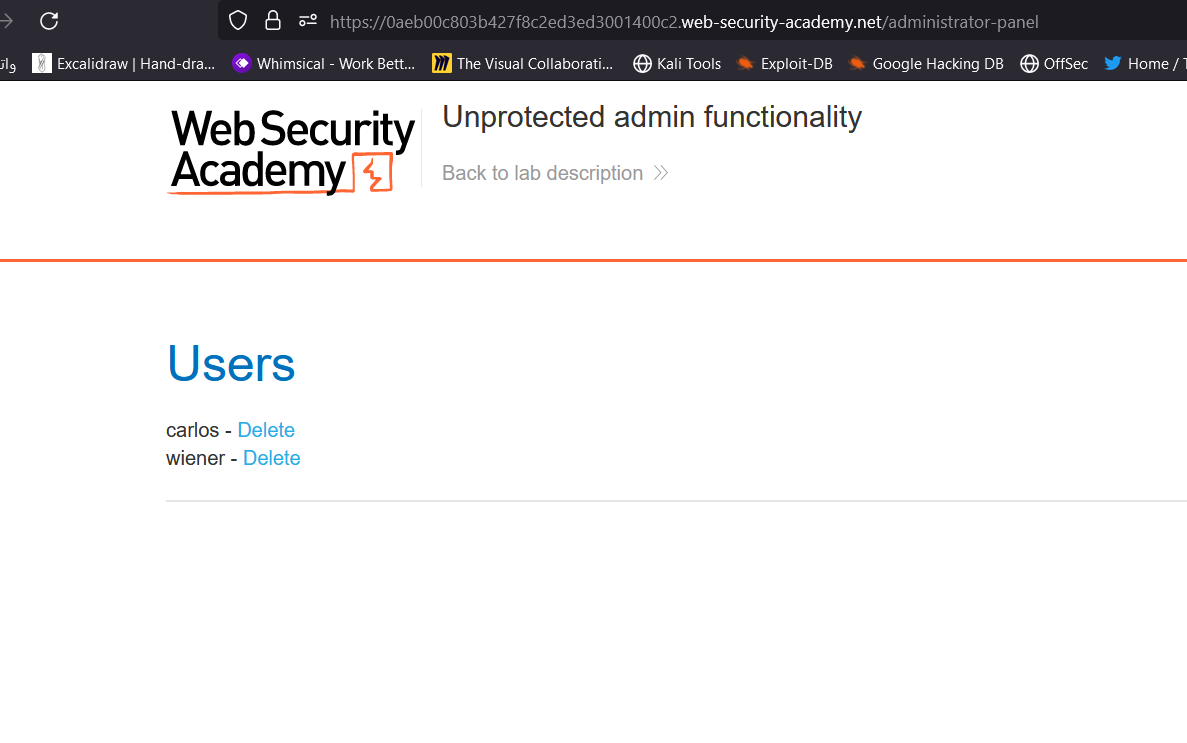 https://0aeb00c803b427f8c2ed3ed3001400c2.web-security-academy.net/administrator-panel
Excalidraw | Hand-dra... Whimsical - Work Bett... The Visual Collaborati... Kali Tools Exploit-DB Google Hacking DB OffSec Home /
Web Security
Academy
Unprotected admin functionality
Back to lab description
Users
carlos - Delete
wiener - Delete